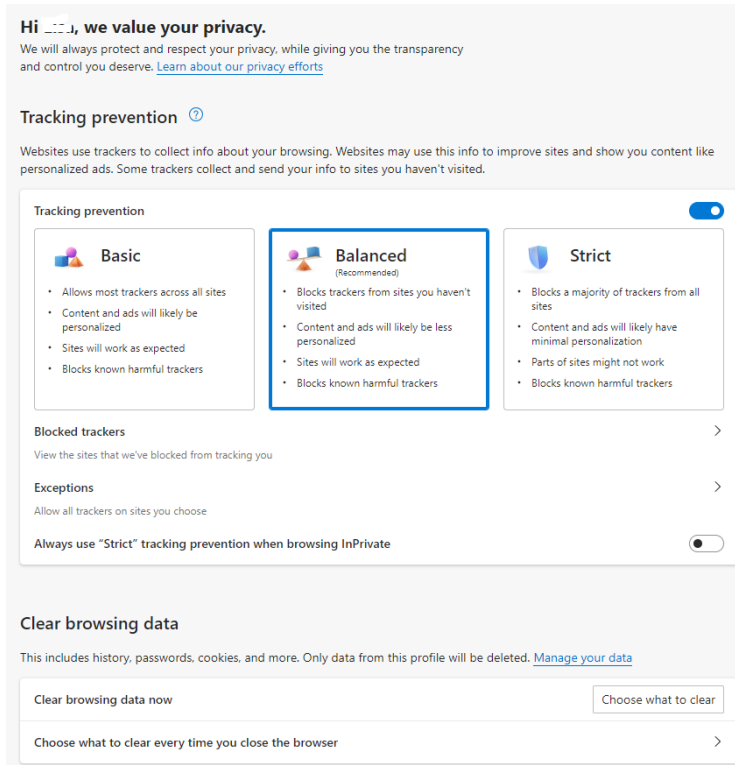 Hi we value your privacy.
We will always protect and respect your privacy, while giving you the transparency
and control you deserve. Learn about our privacy efforts
Tracking prevention
Websites use trackers to collect info about your browsing. Websites may use this info to improve sites and show you content like
personalized ads. Some trackers collect and send your info to sites you haven't visited.
Tracking prevention
Basic
• Allows most trackers across all sites
• Content and ads will likely be
personalized
• Sites will work as expected
• Blocks known harmful trackers
Balanced
(Recommended)
• Blocks trackers from sites you haven't
visited
• Content and ads will likely be less
personalized
• Sites will work as expected
• Blocks known harmful trackers
Strict
• Blocks a majority of trackers from all
sites
• Content and ads will likely have
minimal personalization
• Parts of sites might not work
• Blocks known harmful trackers
Blocked trackers
View the sites that we've blocked from tracking you
Exceptions
Allow all trackers on sites you choose
Always use "Strict" tracking prevention when browsing InPrivate
Clear browsing data
This includes history, passwords, cookies, and more. Only data from this profile will be deleted. Manage your data
Clear browsing data now
Choose what to clear
Choose what to clear every time you close the browser